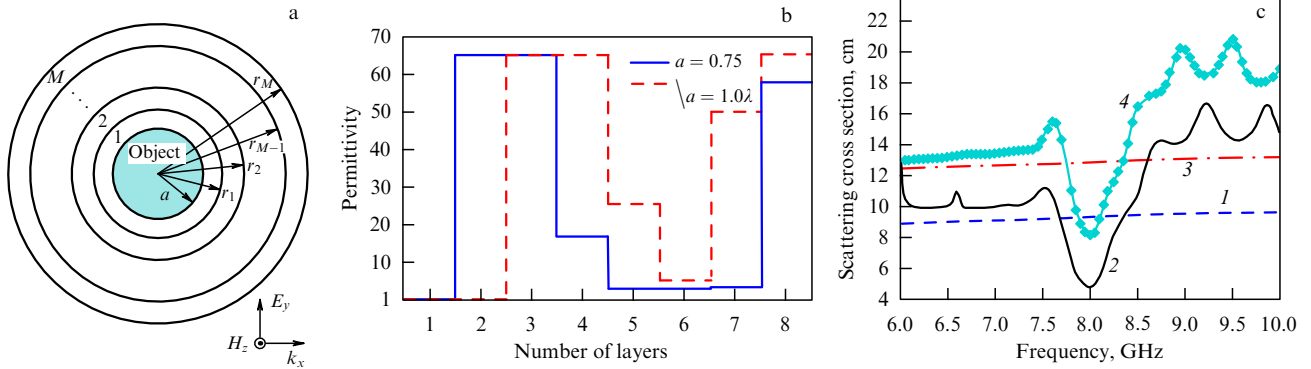 a
M
...
2
1
Object
r_M
r_{M−1}
r_2
r_1
a
E_y
H_z
k_x
b
70
60
50
40
30
20
10
1
Permittivity
a = 0.75
\a = 1.0λ
1 2 3 4 5 6 7 8
Number of layers
c
22
20
18
16
14
12
10
8
6
4
Scattering cross section, cm
4
3
1
2
6.0 6.5 7.0 7.5 8.0 8.5 9.0 9.5 10.0
Frequency, GHz